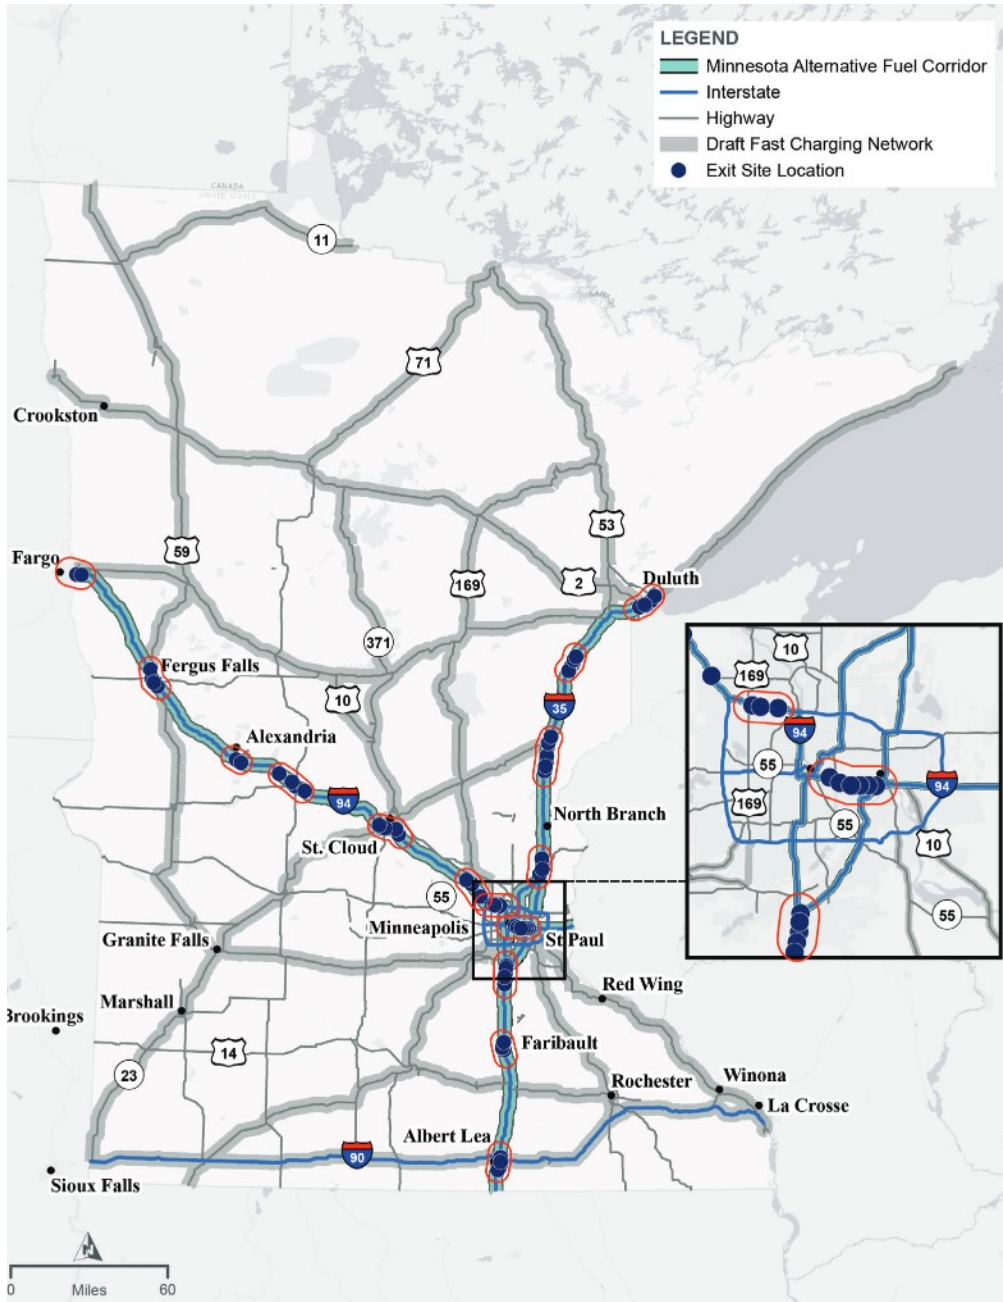 LEGEND
Minnesota Alternative Fuel Corridor
Interstate
Highway
Draft Fast Charging Network
Exit Site Location
CANADA
UNITED STATES
11
71
Crookston
53
59
Fargo
169
2
Duluth
371
Fergus Falls
10
35
Alexandria
94
North Branch
St. Cloud
55
Minneapolis
St Paul
10
169
94
55
94
169
55
10
55
Granite Falls
Red Wing
Marshall
Brookings
14
Faribault
23
Rochester
Winona
La Crosse
Albert Lea
90
Sioux Falls
N
0 Miles 60